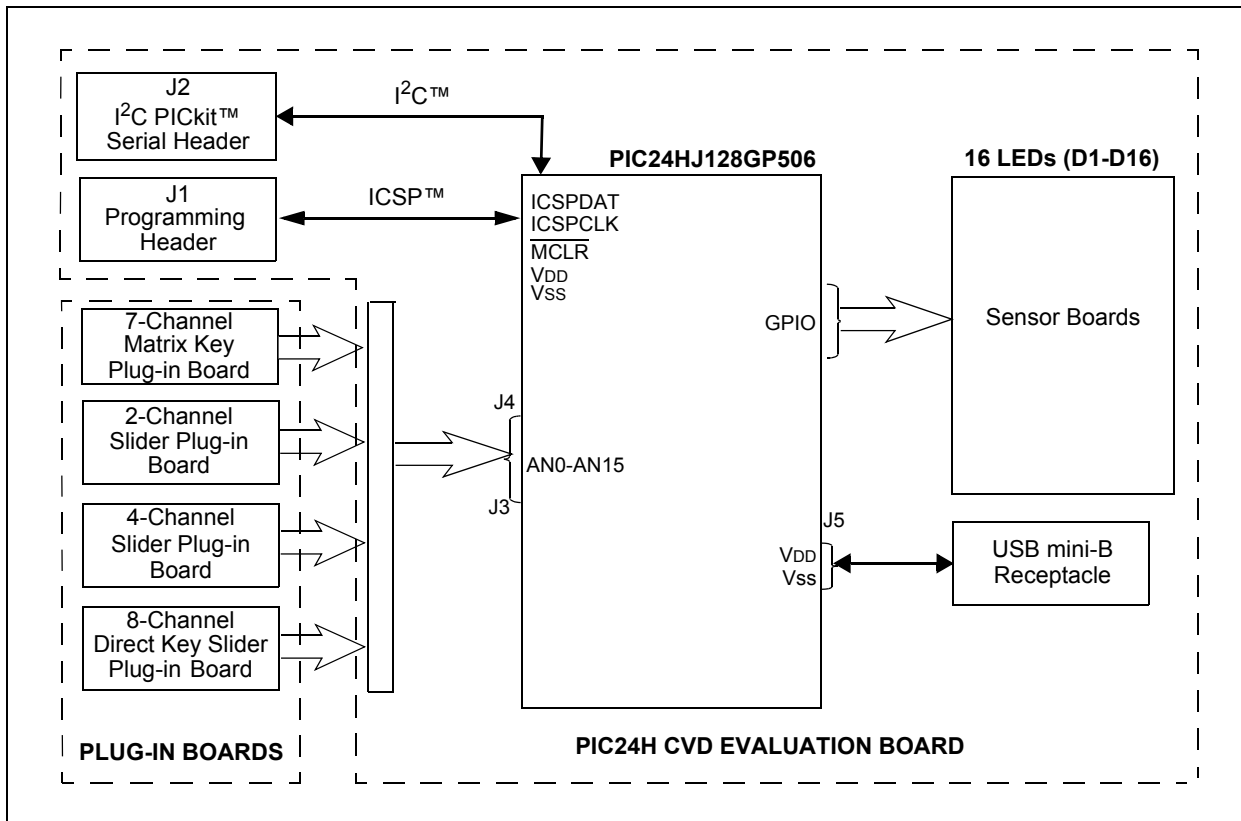 J2
I²C PICkit™
Serial Header
I²C™
J1
Programming
Header
ICSP™
PIC24HJ128GP506
ICSPDAT
ICSPCLK
MCLR
VDD
VSS
16 LEDs (D1-D16)
Sensor Boards
GPIO
7-Channel
Matrix Key
Plug-in Board
2-Channel
Slider Plug-in
Board
4-Channel
Slider Plug-in
Board
8-Channel
Direct Key Slider
Plug-in Board
J4
AN0-AN15
J3
J5
VDD
Vss
USB mini-B
Receptacle
PLUG-IN BOARDS
PIC24H CVD EVALUATION BOARD